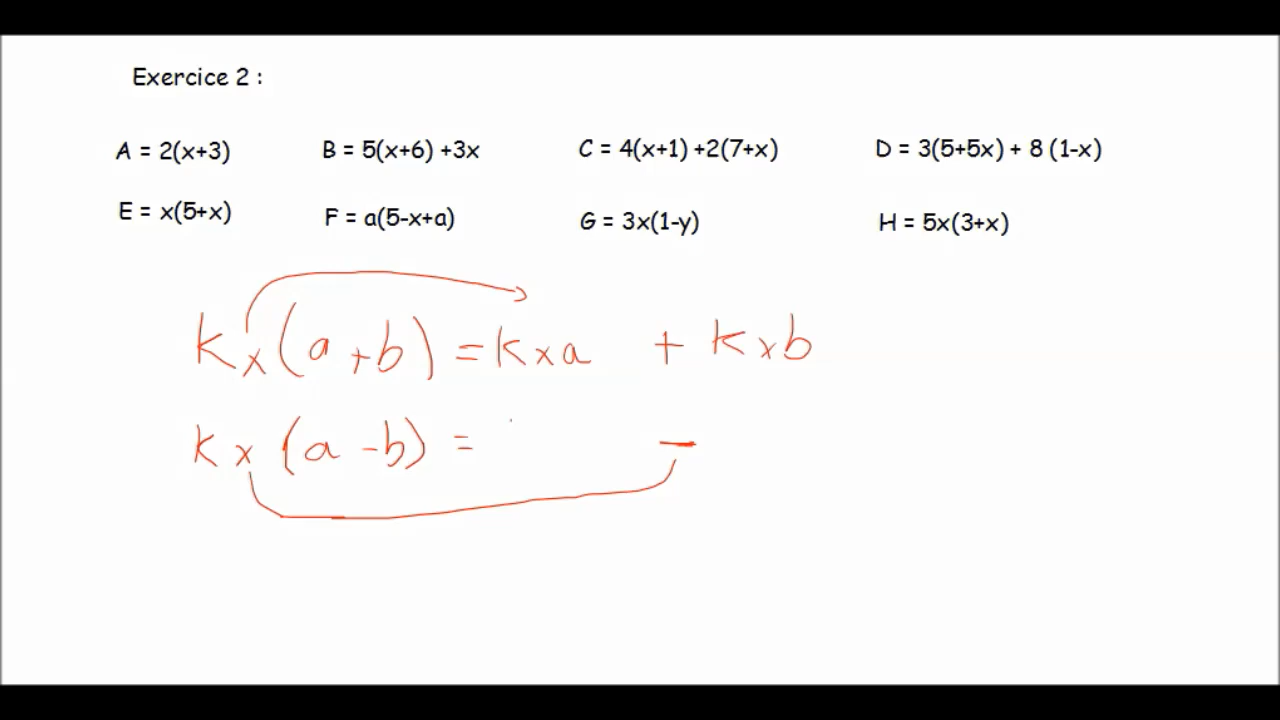 Exercice 2 :
A = 2(x+3) B = 5(x+6) +3x C = 4(x+1) +2(7+x) D = 3(5+5x) + 8 (1-x)
E = x(5+x) F = a(5-x+a) G = 3x(1-y) H = 5x(3+x)
k × (a + b) = k × a + k × b
k × (a - b) = -